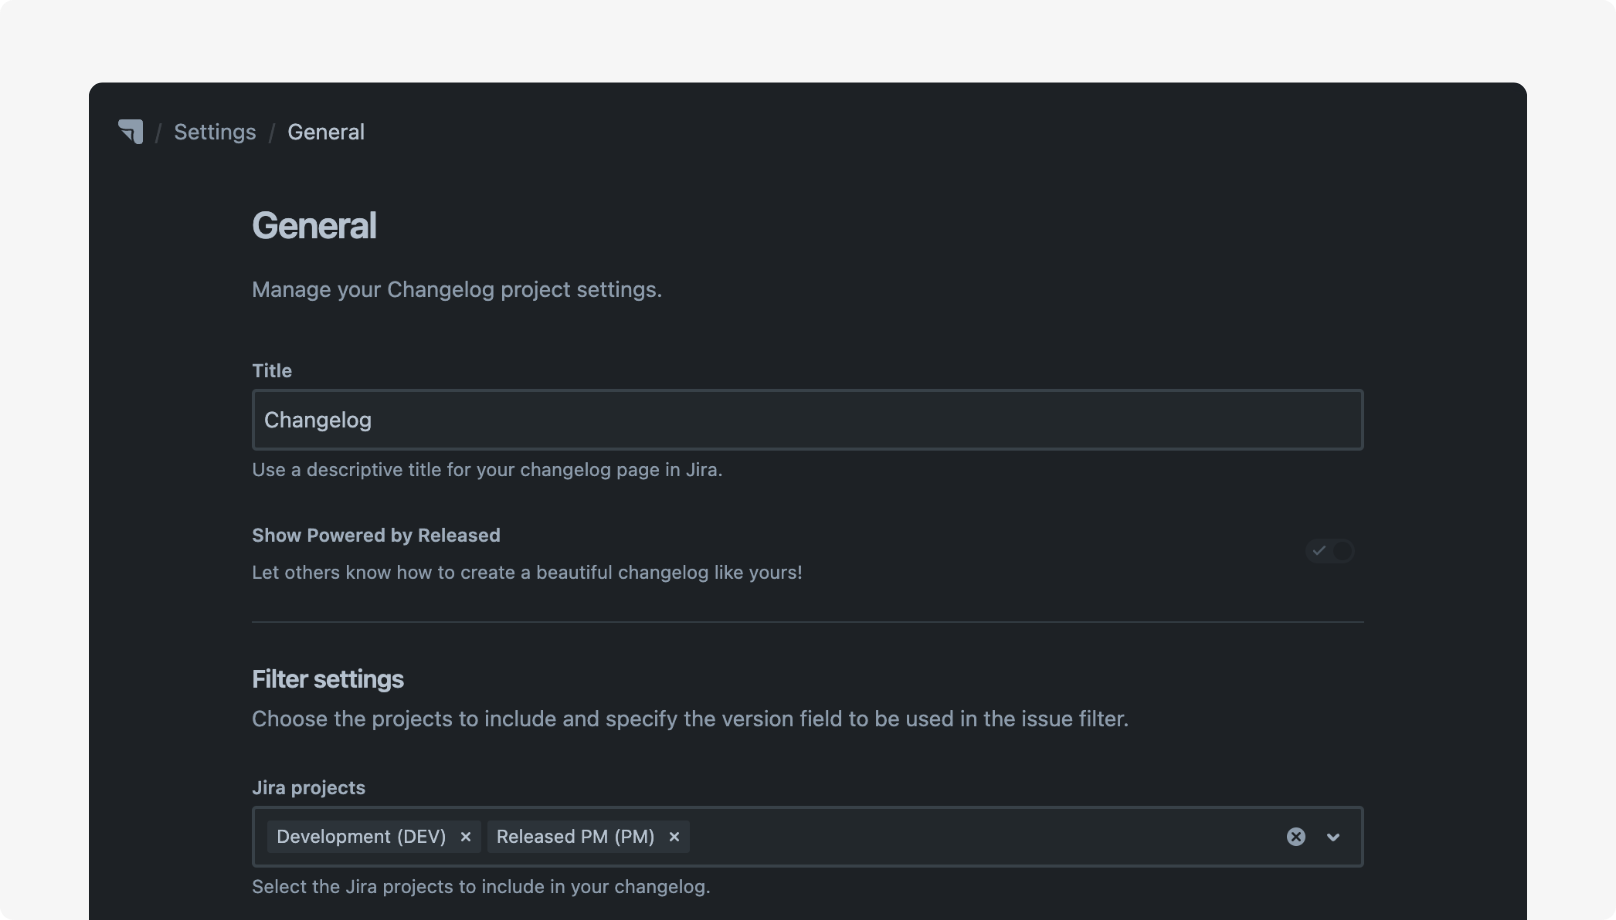 / Settings / General
General
Manage your Changelog project settings.
Title
Changelog
Use a descriptive title for your changelog page in Jira.
Show Powered by Released
Let others know how to create a beautiful changelog like yours!
Filter settings
Choose the projects to include and specify the version field to be used in the issue filter.
Jira projects
Development (DEV) × Released PM (PM) ×
Select the Jira projects to include in your changelog.